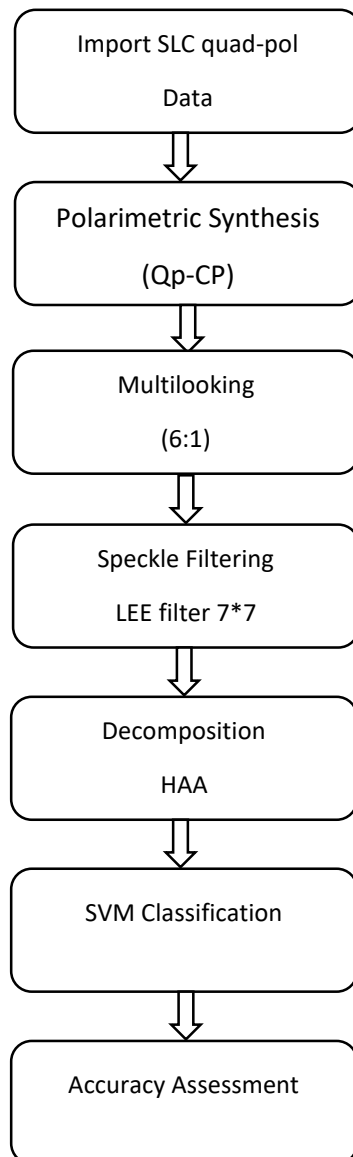 Import SLC quad-pol
Data
Polarimetric Synthesis
(Qp-CP)
Multilooking
(6:1)
Speckle Filtering
LEE filter 7*7
Decomposition
HAA
SVM Classification
Accuracy Assessment